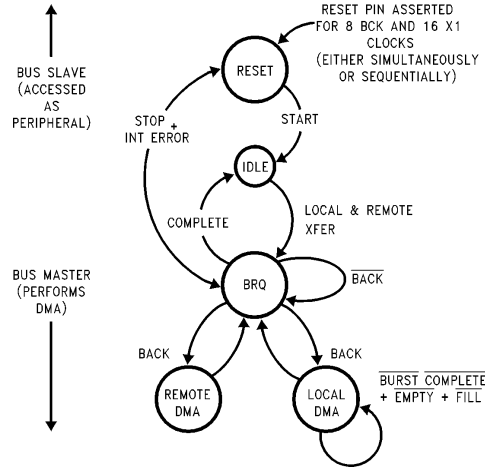 RESET PIN ASSERTED
FOR 8 BCK AND 16 X1
CLOCKS
(EITHER SIMULTANEOUSLY
OR SEQUENTIALLY)
RESET
BUS SLAVE
(ACCESSED
AS
PERIPHERAL)
STOP +
INT ERROR
START
IDLE
COMPLETE
LOCAL & REMOTE
XFER
BUS MASTER
(PERFORMS
DMA)
BRQ
BACK
BACK
BACK
REMOTE
DMA
LOCAL
DMA
BURST COMPLETE
+ EMPTY + FILL